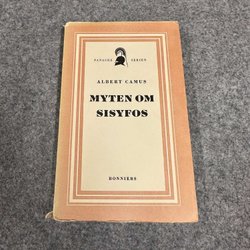 PANACHE SERIEN
ALBERT CAMUS
MYTEN OM
SISYFOS
BONNIERS